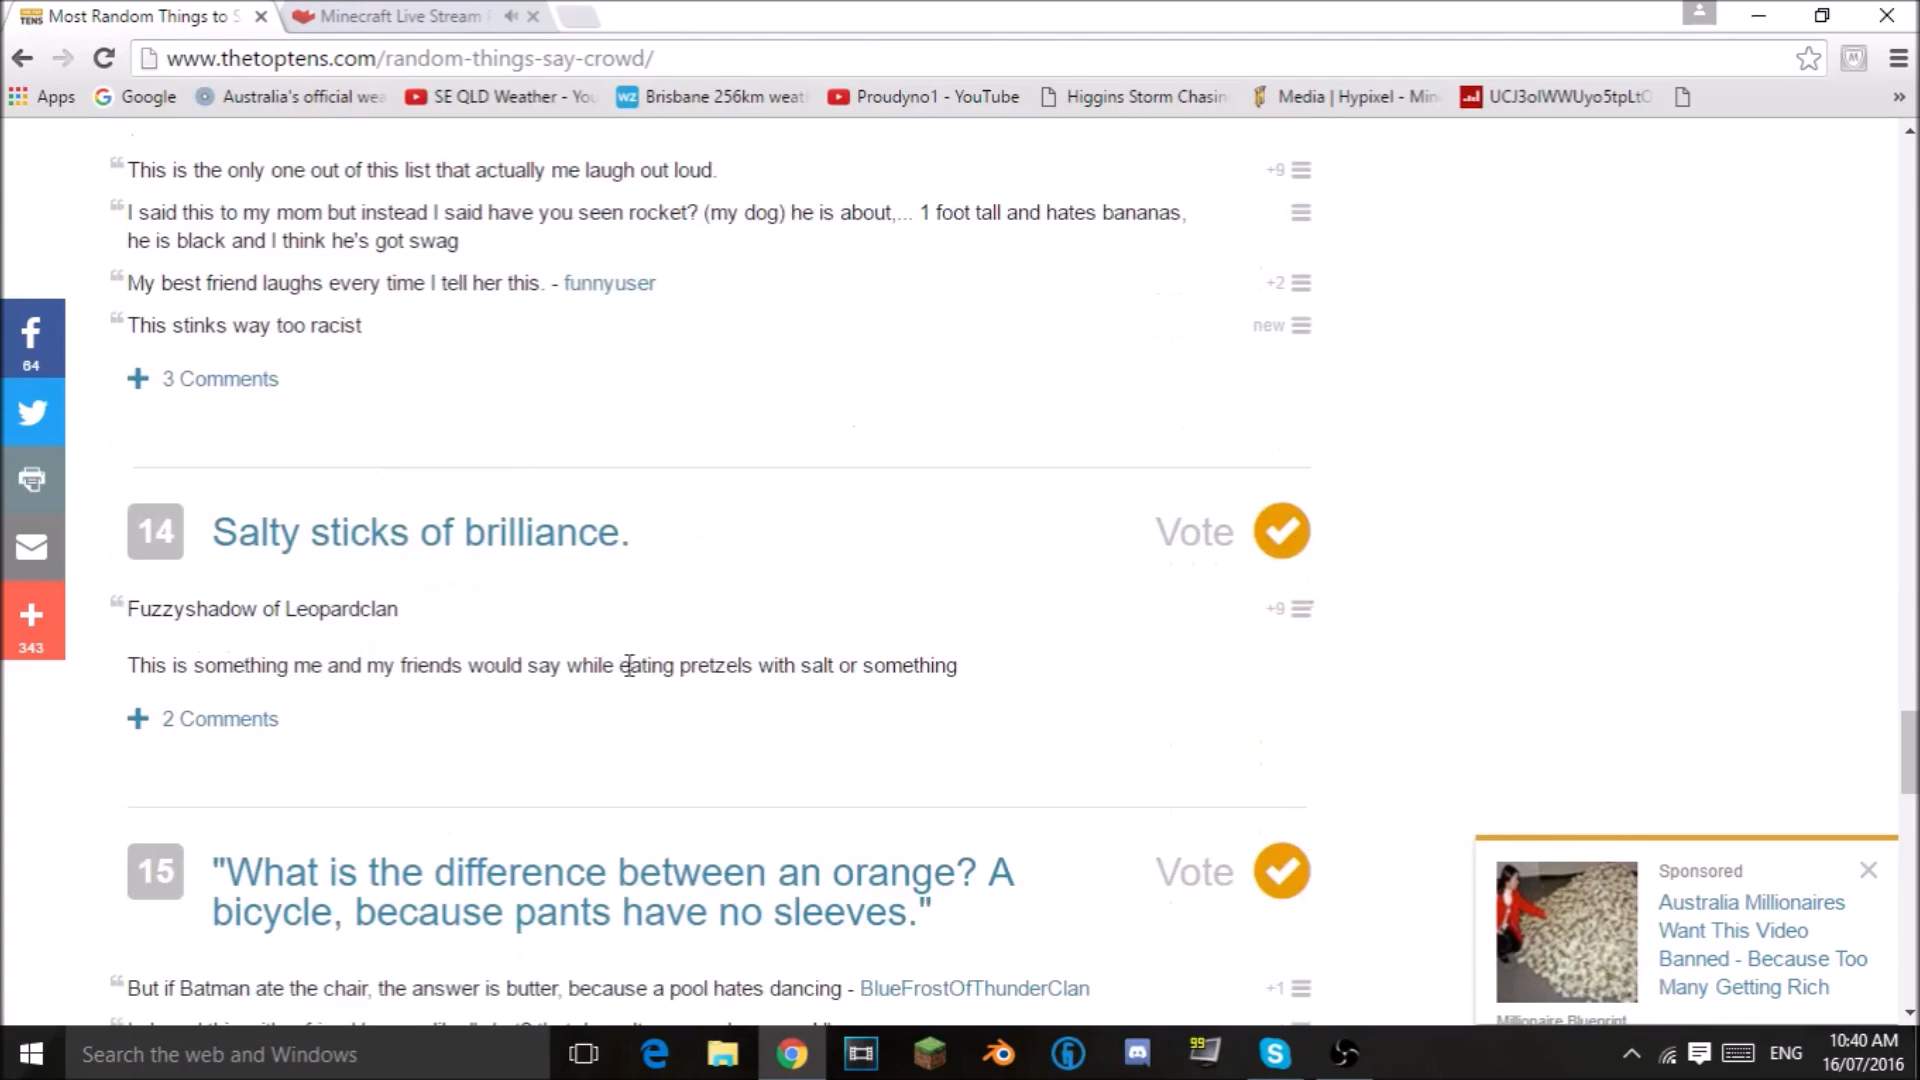 Most Random Things to S
Minecraft Live Stream
www.thetoptens.com/random-things-say-crowd/
Apps
Google
Australia's official wea
SE QLD Weather - You
Brisbane 256km weat
Proudyno1 - YouTube
Higgins Storm Chasin
Media | Hypixel - Min
»
This is the only one out of this list that actually me laugh out loud.
+9
I said this to my mom but instead I said have you seen rocket? (my dog) he is about,... 1 foot tall and hates bananas,
he is black and I think he's got swag
My best friend laughs every time I tell her this. - funnyuser
+2
This stinks way too racist
new
64
3 Comments
343
14
Salty sticks of brilliance.
Vote
Fuzzyshadow of Leopardclan
+9
This is something me and my friends would say while eating pretzels with salt or something
2 Comments
15
"What is the difference between an orange? A
bicycle, because pants have no sleeves."
Vote
But if Batman ate the chair, the answer is butter, because a pool hates dancing - BlueFrostOfThunderClan
+1
Sponsored
Australia Millionaires
Want This Video
Banned - Because Too
Many Getting Rich
Millionaire Blueprint
Search the web and Windows
99
ENG
10:40 AM
16/07/2016